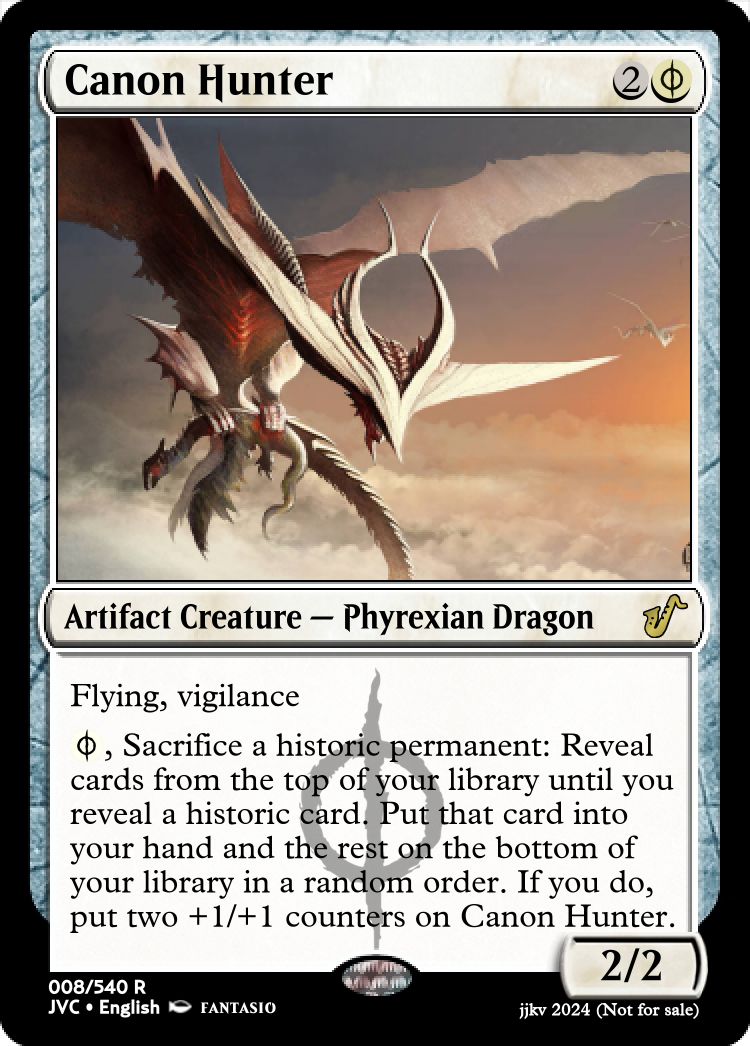 Canon Hunter 2
Artifact Creature — Phyrexian Dragon
Flying, vigilance
, Sacrifice a historic permanent: Reveal
cards from the top of your library until you
reveal a historic card. Put that card into
your hand and the rest on the bottom of
your library in a random order. If you do,
put two +1/+1 counters on Canon Hunter.
2/2
008/540 R
JVC • English FANTASIO
jjkv 2024 (Not for sale)